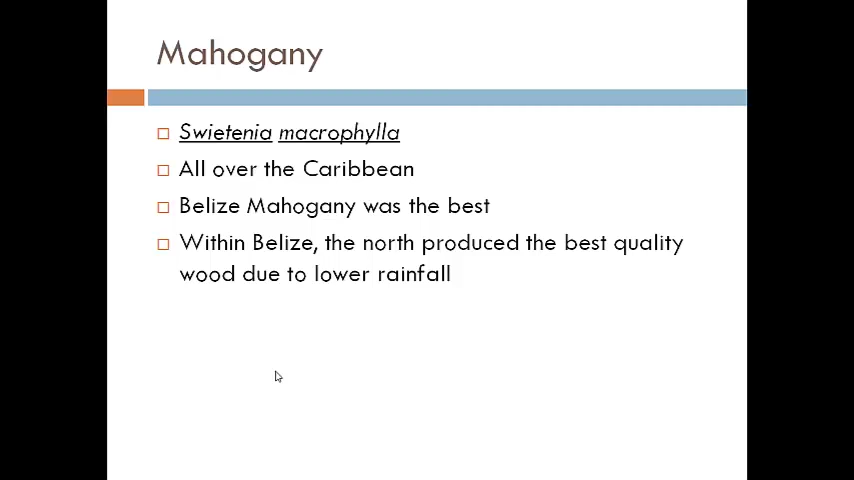 Mahogany
Swietenia macrophylla
All over the Caribbean
Belize Mahogany was the best
Within Belize, the north produced the best quality
wood due to lower rainfall